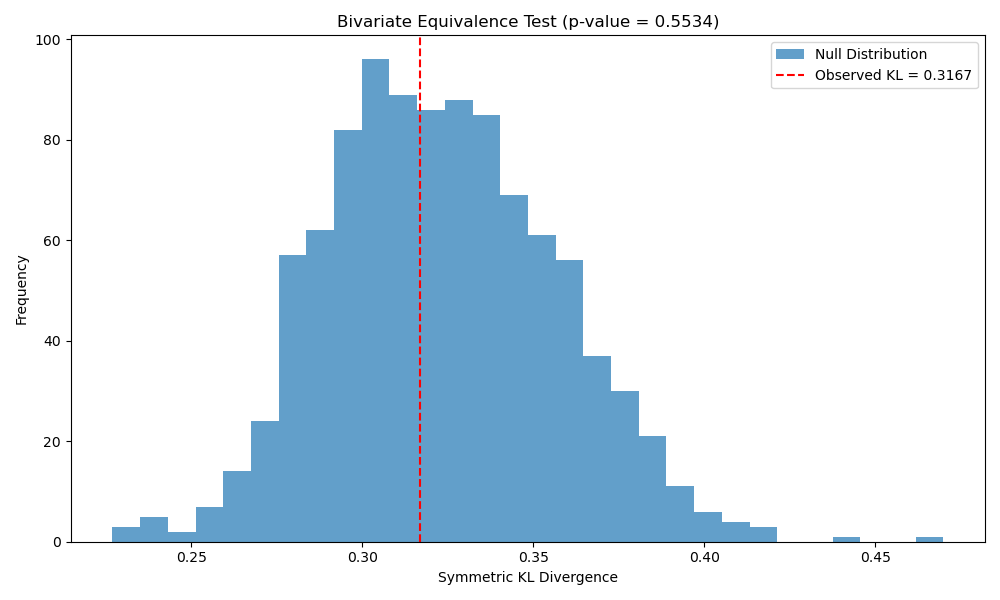 Bivariate Equivalence Test (p-value = 0.5534)
Null Distribution
Observed KL = 0.3167
100
80
60
40
20
0
Frequency
0.25 0.30 0.35 0.40 0.45
Symmetric KL Divergence